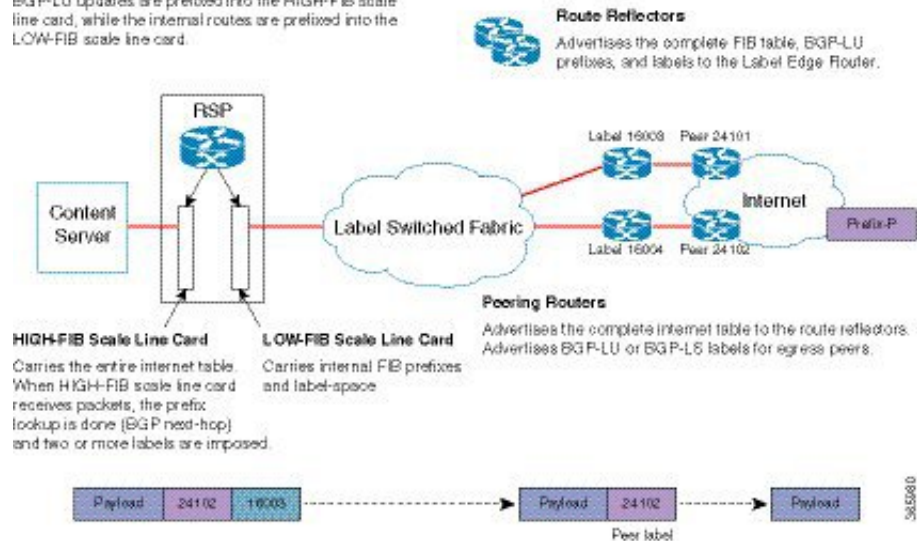 BGP-LU updates are prefixed into the HIGH-FIB scale
line card, while the internal routes are prefixed into the
LOW-FIB scale line card.
Route Reflectors
Advertises the complete FIB table, BGP-LU
prefixes, and labels to the Label Edge Router.
RSP
Label 16003 Peer 24101
Content
Server
Label Switched Fabric
Internet
Prefix-P
Label 16004 Peer 24102
Peering Routers
Advertises the complete internet table to the route reflectors.
Advertises BGP-LU or BGP-LS labels for egress peers.
HIGH-FIB Scale Line Card
Carries the entire internet table.
When HIGH-FIB scale line card
receives packets, the prefix
lookup is done (BGP next-hop)
and two or more labels are imposed.
LOW-FIB Scale Line Card
Carries internal FIB prefixes
and label-space
Payload 24102 16003
Payload 24102
Payload
Peer label
365980